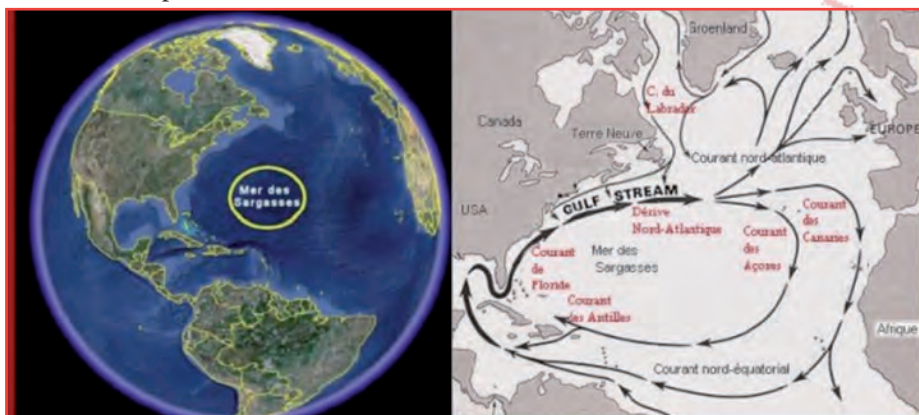 Mer des
Sargasses
Groenland
C. du
Labrador
Canada
Terre Neuve
EUROPE
Courant nord-atlantique
USA
GULF STREAM
Dérive
Nord-Atlantique
Courant
des
Canaries
Courant
des
Açores
Mer des
Sargasses
Courant
de
Floride
Courant
des Antilles
Afrique
Courant nord-équatorial